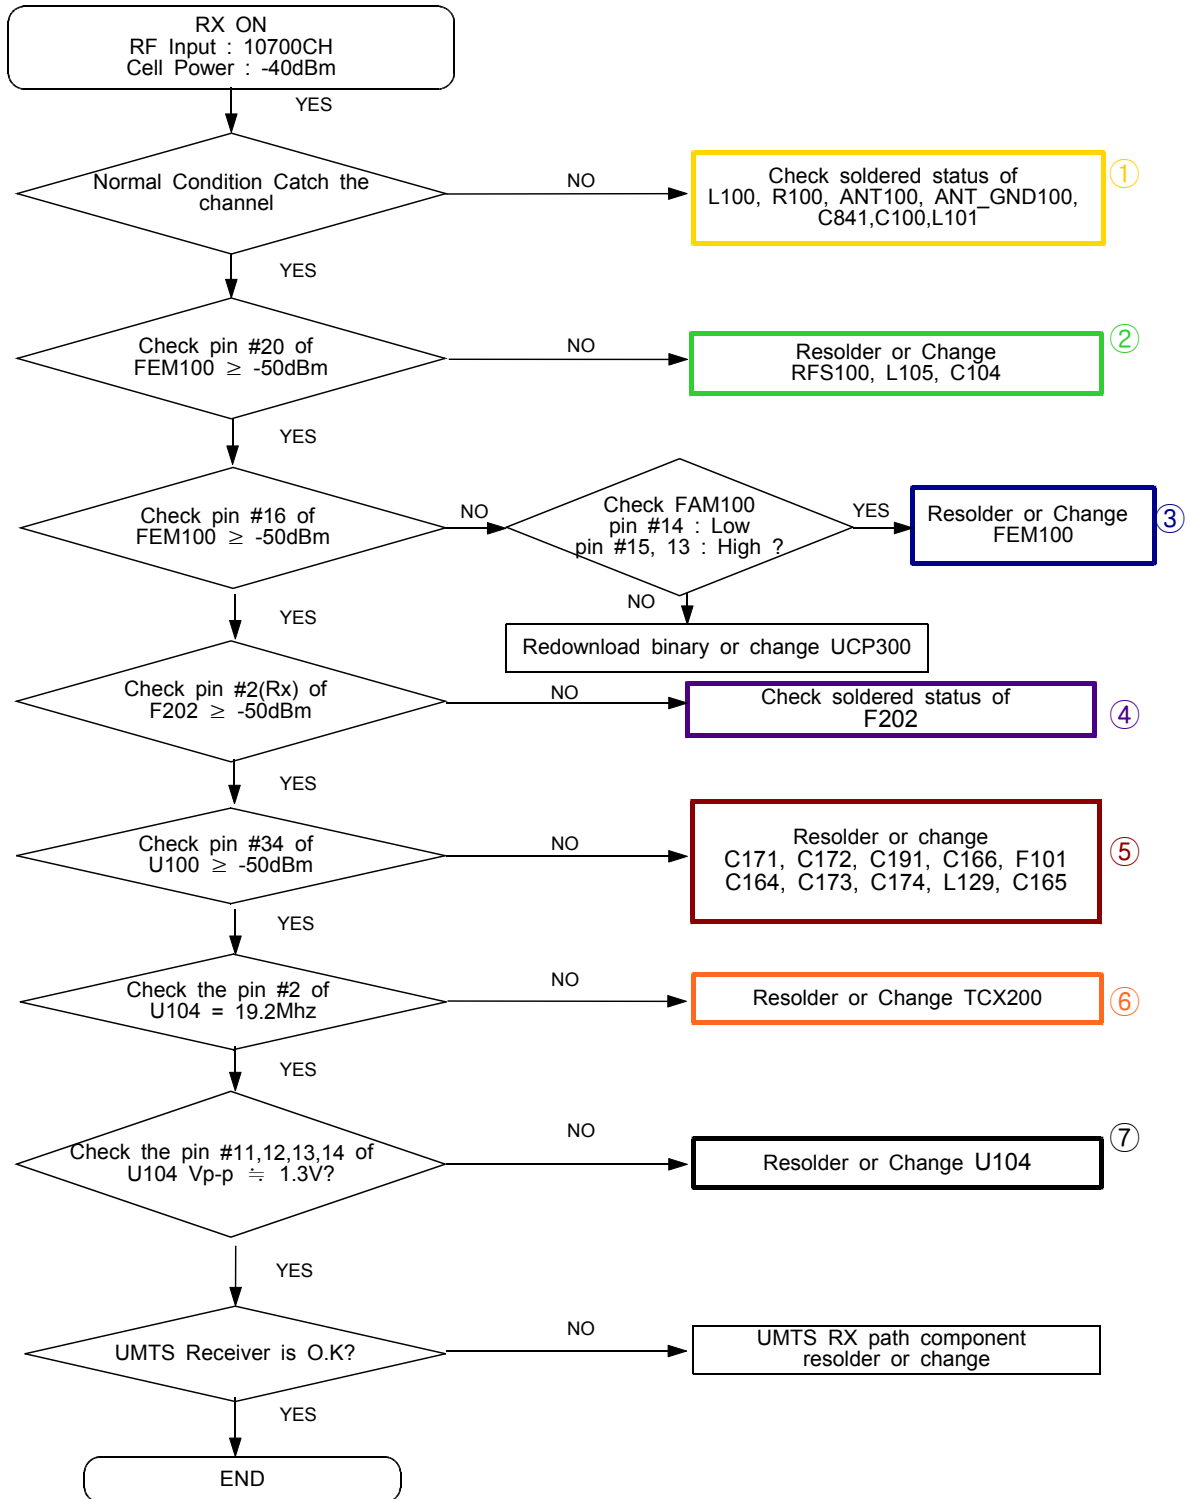 RX ON
RF Input : 10700CH
Cell Power : -40dBm
YES
Normal Condition Catch the
channel
NO
Check soldered status of
L100, R100, ANT100, ANT_GND100,
C841,C100,L101
①
YES
Check pin #20 of
FEM100 ≥ -50dBm
NO
Resolder or Change
RFS100, L105, C104
②
YES
Check pin #16 of
FEM100 ≥ -50dBm
NO
Check FAM100
pin #14 : Low
pin #15, 13 : High ?
YES
Resolder or Change
FEM100
③
NO
Redownload binary or change UCP300
YES
Check pin #2(Rx) of
F202 ≥ -50dBm
NO
Check soldered status of
F202
④
YES
Check pin #34 of
U100 ≥ -50dBm
NO
Resolder or change
C171, C172, C191, C166, F101
C164, C173, C174, L129, C165
⑤
YES
Check the pin #2 of
U104 = 19.2Mhz
NO
Resolder or Change TCX200
⑥
YES
Check the pin #11,12,13,14 of
U104 Vp-p ≒ 1.3V?
NO
Resolder or Change U104
⑦
YES
UMTS Receiver is O.K?
NO
UMTS RX path component
resolder or change
YES
END